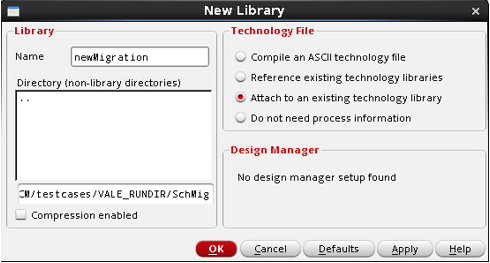 New Library
Library
Name newMigration
Directory (non-library directories)
..
CM/testcases/VALE_RUNDIR/SchMig
Compression enabled
Technology File
Compile an ASCII technology file
Reference existing technology libraries
Attach to an existing technology library
Do not need process information
Design Manager
No design manager setup found
OK Cancel Defaults Apply Help